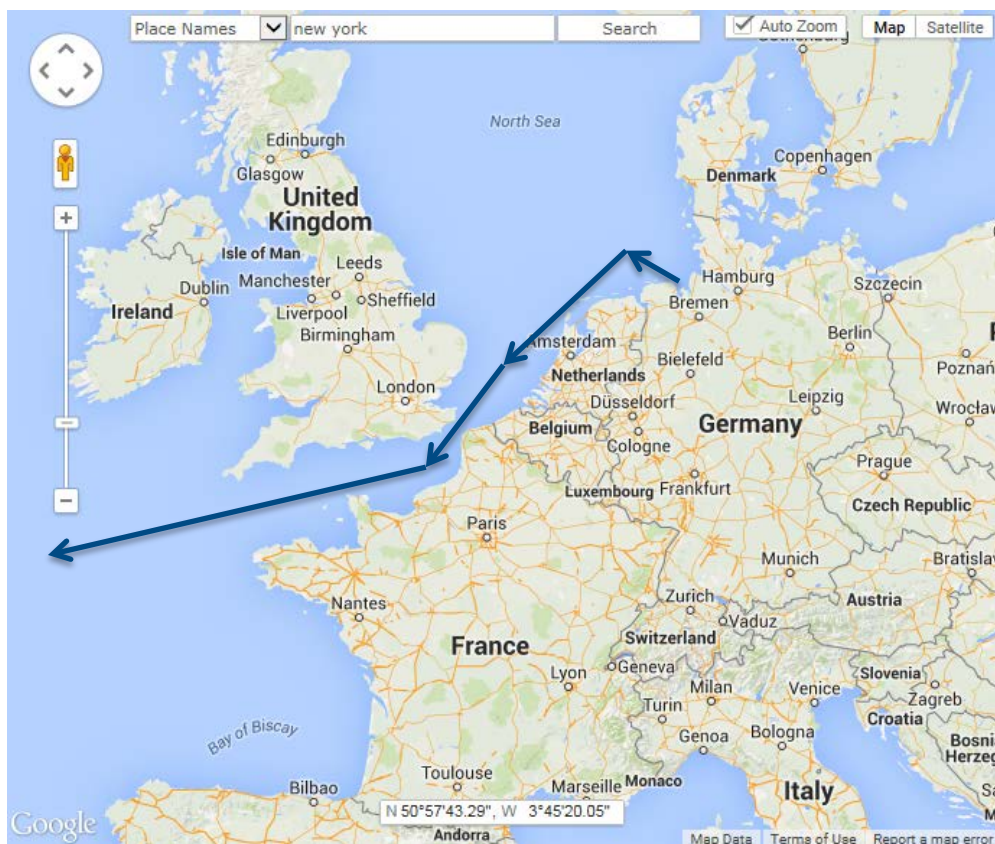 Place Names
new york
Search
Auto Zoom
Map
Satellite
North Sea
Edinburgh
Glasgow
Copenhagen
Denmark
United
Kingdom
Isle of Man
Leeds
Manchester
Dublin
Sheffield
Liverpool
Ireland
Birmingham
Hamburg
Bremen
Szczecin
Amsterdam
Berlin
Netherlands
Bielefeld
Poznań
London
Düsseldorf
Leipzig
Belgium
Cologne
Germany
Wrocław
Prague
Luxembourg
Frankfurt
Czech Republic
Paris
Munich
Bratislav
Nantes
Zurich
Vaduz
Austria
France
Switzerland
Lyon
Geneva
Slovenia
Milan
Venice
Zagreb
Turin
Croatia
Bay of Biscay
Genoa
Bologna
Bosni
Herzeg
Toulouse
Marseille
Monaco
Italy
Bilbao
N 50°57'43.29", W 3°45'20.05"
Google
Andorra
Map Data
Terms of Use
Report a map error